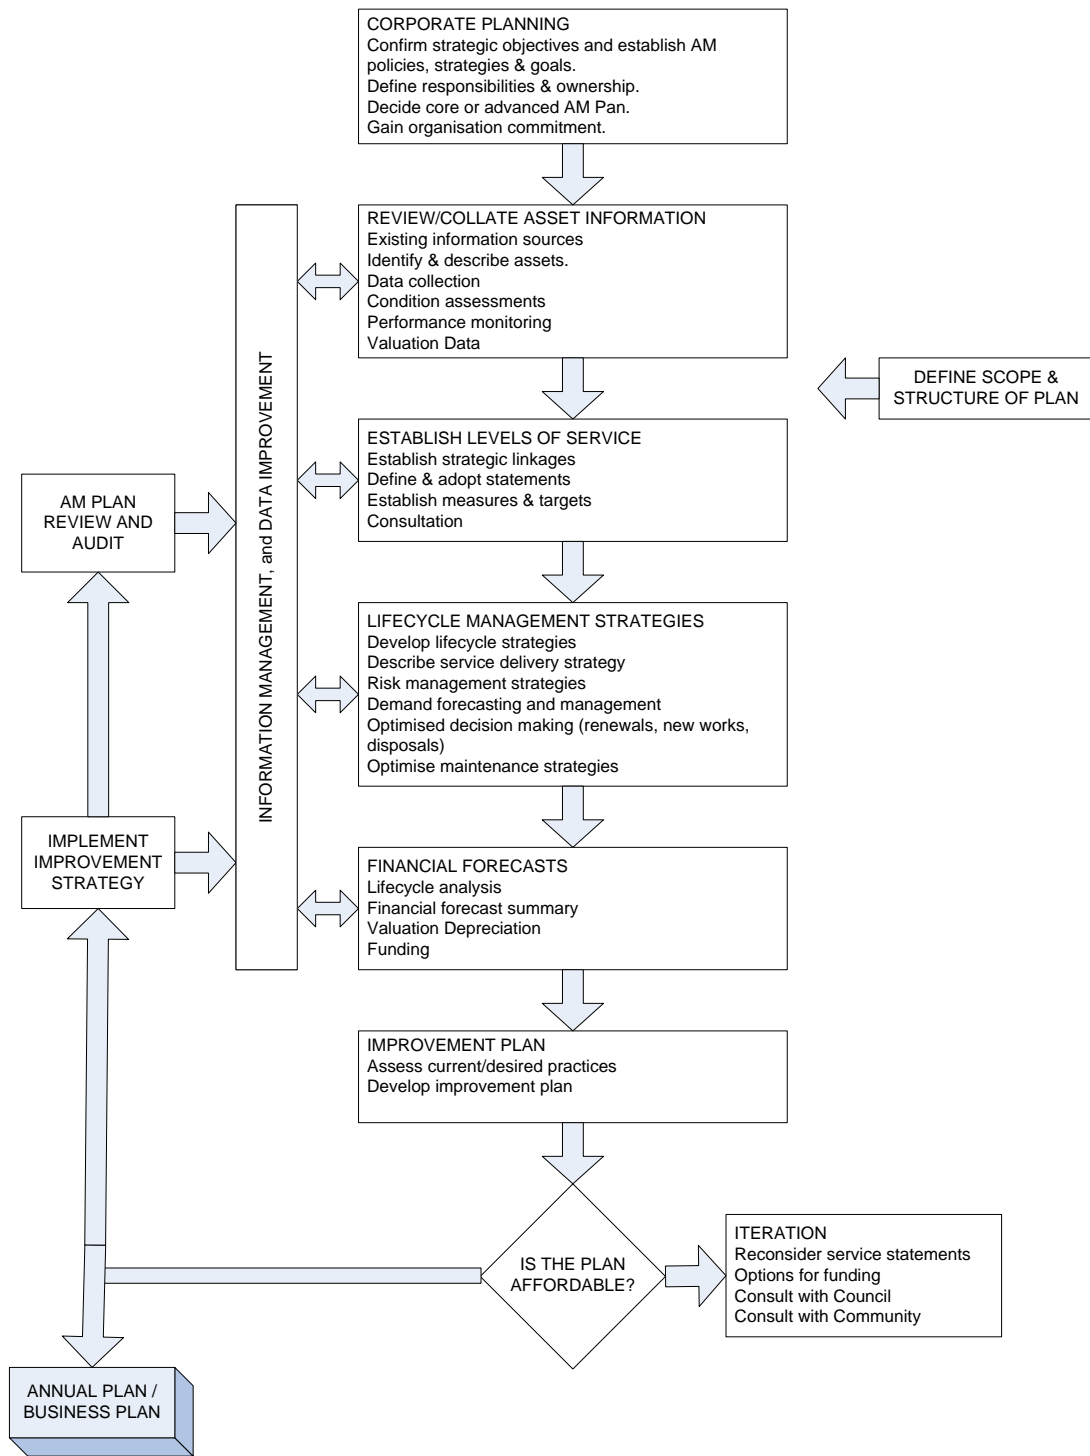 CORPORATE PLANNING
Confirm strategic objectives and establish AM
policies, strategies & goals.
Define responsibilities & ownership.
Decide core or advanced AM Pan.
Gain organisation commitment.
REVIEW/COLLATE ASSET INFORMATION
Existing information sources
Identify & describe assets.
Data collection
Condition assessments
Performance monitoring
Valuation Data
DEFINE SCOPE &
STRUCTURE OF PLAN
INFORMATION MANAGEMENT, and DATA IMPROVEMENT
ESTABLISH LEVELS OF SERVICE
Establish strategic linkages
Define & adopt statements
Establish measures & targets
Consultation
AM PLAN
REVIEW AND
AUDIT
LIFECYCLE MANAGEMENT STRATEGIES
Develop lifecycle strategies
Describe service delivery strategy
Risk management strategies
Demand forecasting and management
Optimised decision making (renewals, new works,
disposals)
Optimise maintenance strategies
IMPLEMENT
IMPROVEMENT
STRATEGY
FINANCIAL FORECASTS
Lifecycle analysis
Financial forecast summary
Valuation Depreciation
Funding
IMPROVEMENT PLAN
Assess current/desired practices
Develop improvement plan
IS THE PLAN
AFFORDABLE?
ITERATION
Reconsider service statements
Options for funding
Consult with Council
Consult with Community
ANNUAL PLAN /
BUSINESS PLAN